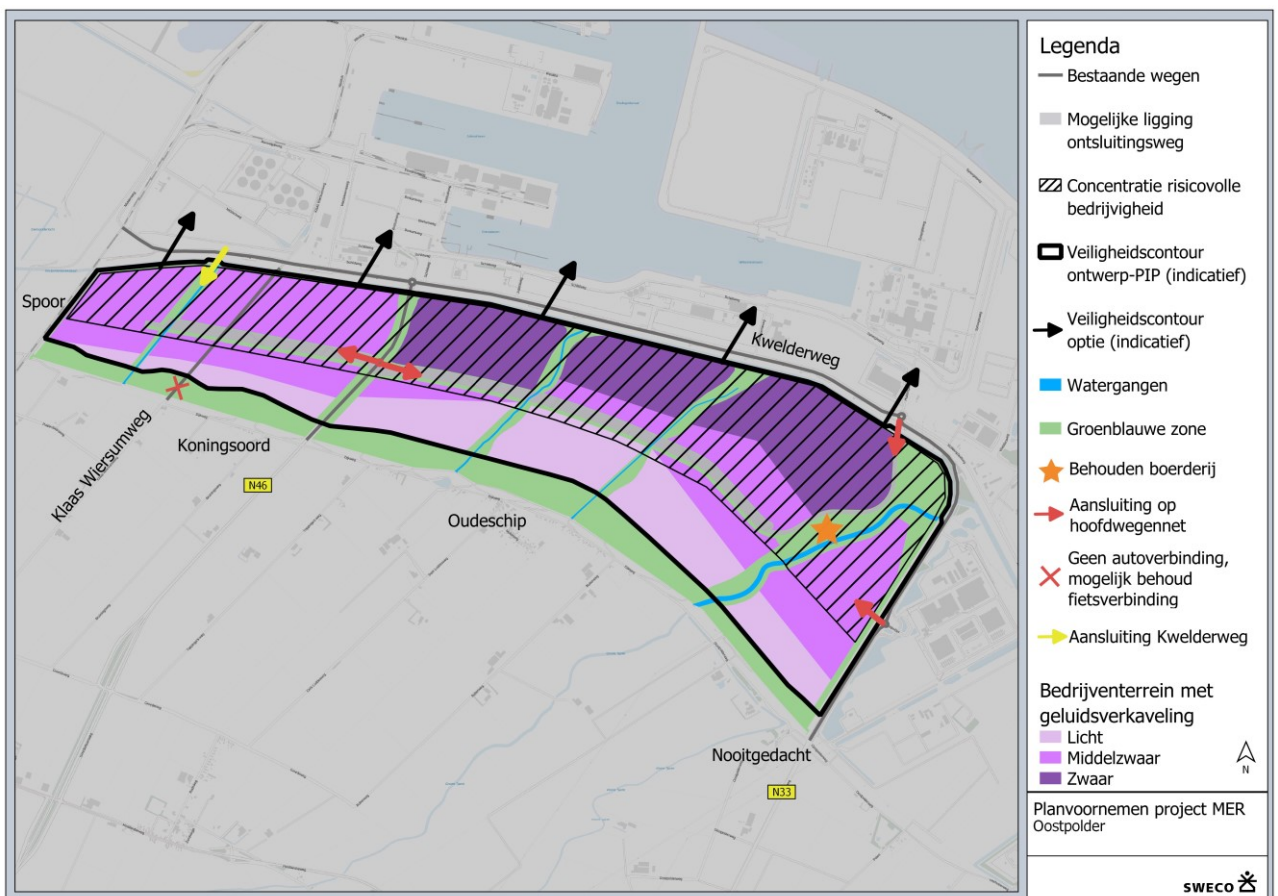 Spoor
Klaas Wiersumweg
Koningsoord
N46
Oudeschip
Kwelderweg
Nooitgedacht
N33
Legenda
Bestaande wegen
Mogelijke ligging
ontsluitingsweg
Concentratie risicovolle
bedrijvigheid
Veiligheidscontour
ontwerp-PIP (indicatief)
Veiligheidscontour
optie (indicatief)
Watergangen
Groenblauwe zone
Behouden boerderij
Aansluiting op
hoofdwegennet
Geen autoverbinding,
mogelijk behoud
fietsverbinding
Aansluiting Kwelderweg
Bedrijventerrein met
geluidsverkaveling
Licht
Middelzwaar
Zwaar
N
Planvoornemen project MER
Oostpolder
SWECO